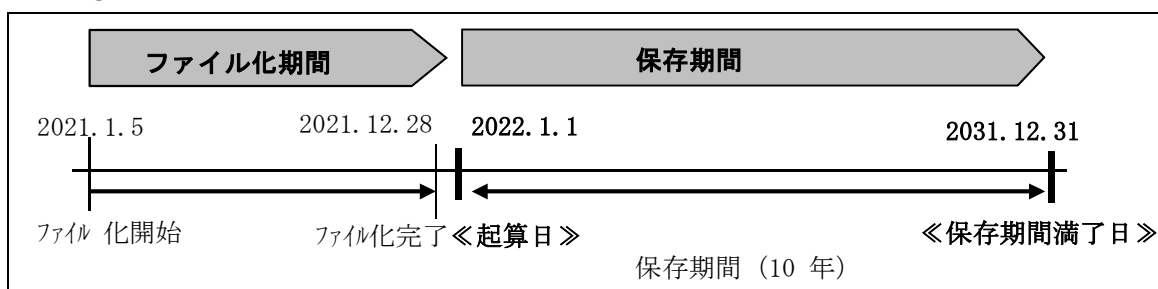 ファイル化期間 保存期間
2021.1.5 2021.12.28 2022.1.1 2031.12.31
ファイル 化開始 ファイル化完了 ≪起算日≫ ≪保存期間満了日≫
保存期間 (10 年)